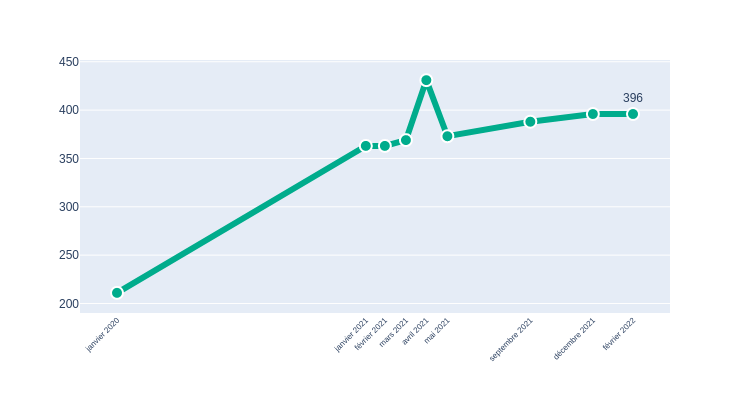 450
400
350
300
250
200
396
janvier 2020
janvier 2021
février 2021
mars 2021
avril 2021
mai 2021
septembre 2021
décembre 2021
février 2022